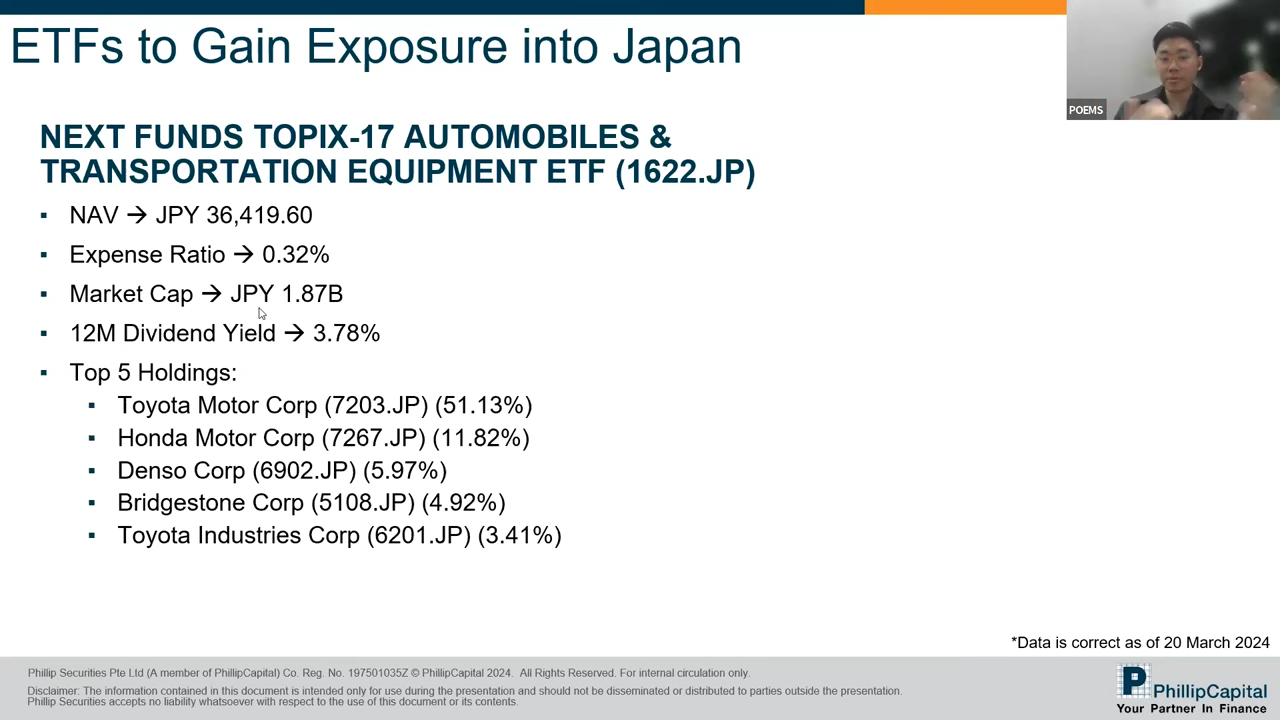 ETFs to Gain Exposure into Japan
POEMS
NEXT FUNDS TOPIX-17 AUTOMOBILES &
TRANSPORTATION EQUIPMENT ETF (1622.JP)
▪ NAV → JPY 36,419.60
▪ Expense Ratio → 0.32%
▪ Market Cap → JPY 1.87B
▪ 12M Dividend Yield → 3.78%
▪ Top 5 Holdings:
▪ Toyota Motor Corp (7203.JP) (51.13%)
▪ Honda Motor Corp (7267.JP) (11.82%)
▪ Denso Corp (6902.JP) (5.97%)
▪ Bridgestone Corp (5108.JP) (4.92%)
▪ Toyota Industries Corp (6201.JP) (3.41%)
*Data is correct as of 20 March 2024
Phillip Securities Pte Ltd (A member of PhillipCapital) Co. Reg. No. 197501035Z © PhillipCapital 2024. All Rights Reserved. For internal circulation only.
Disclaimer: The information contained in this document is intended only for use during the presentation and should not be disseminated or distributed to parties outside the presentation.
Phillip Securities accepts no liability whatsoever with respect to the use of this document or its contents.
PhillipCapital
Your Partner In Finance